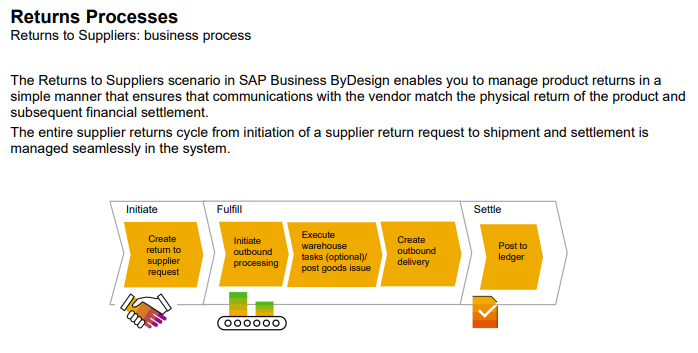 Returns Processes
Returns to Suppliers: business process
The Returns to Suppliers scenario in SAP Business ByDesign enables you to manage product returns in a
simple manner that ensures that communications with the vendor match the physical return of the product and
subsequent financial settlement.
The entire supplier returns cycle from initiation of a supplier return request to shipment and settlement is
managed seamlessly in the system.
Initiate
Create
return to
supplier
request
Fulfill
Initiate
outbound
processing
Execute
warehouse
tasks (optional)/
post goods issue
Create
outbound
delivery
Settle
Post to
ledger